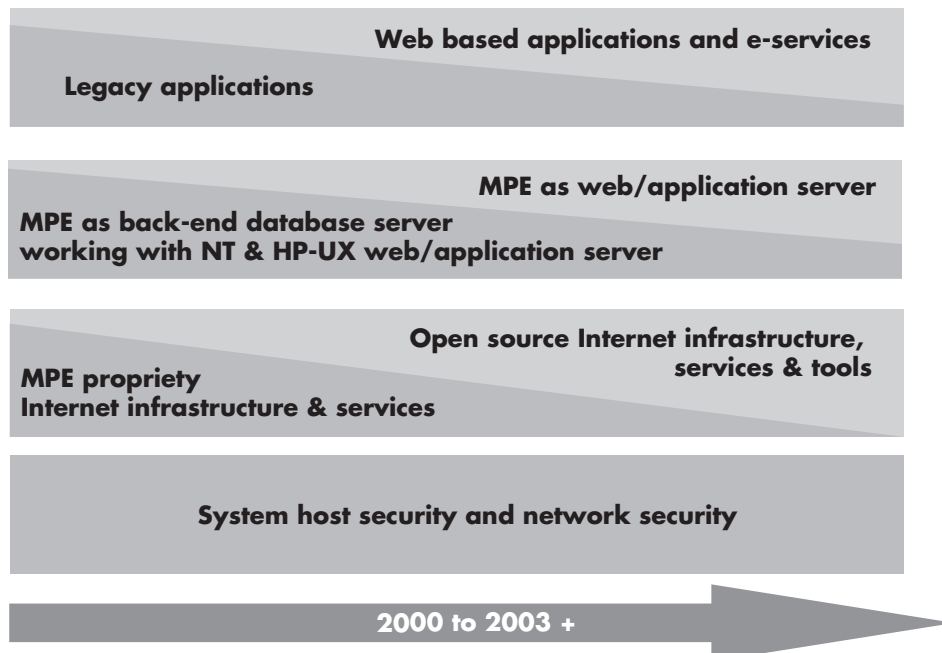 Web based applications and e-services
Legacy applications
MPE as web/application server
MPE as back-end database server
working with NT & HP-UX web/application server
Open source Internet infrastructure,
services & tools
MPE propriety
Internet infrastructure & services
System host security and network security
2000 to 2003 +